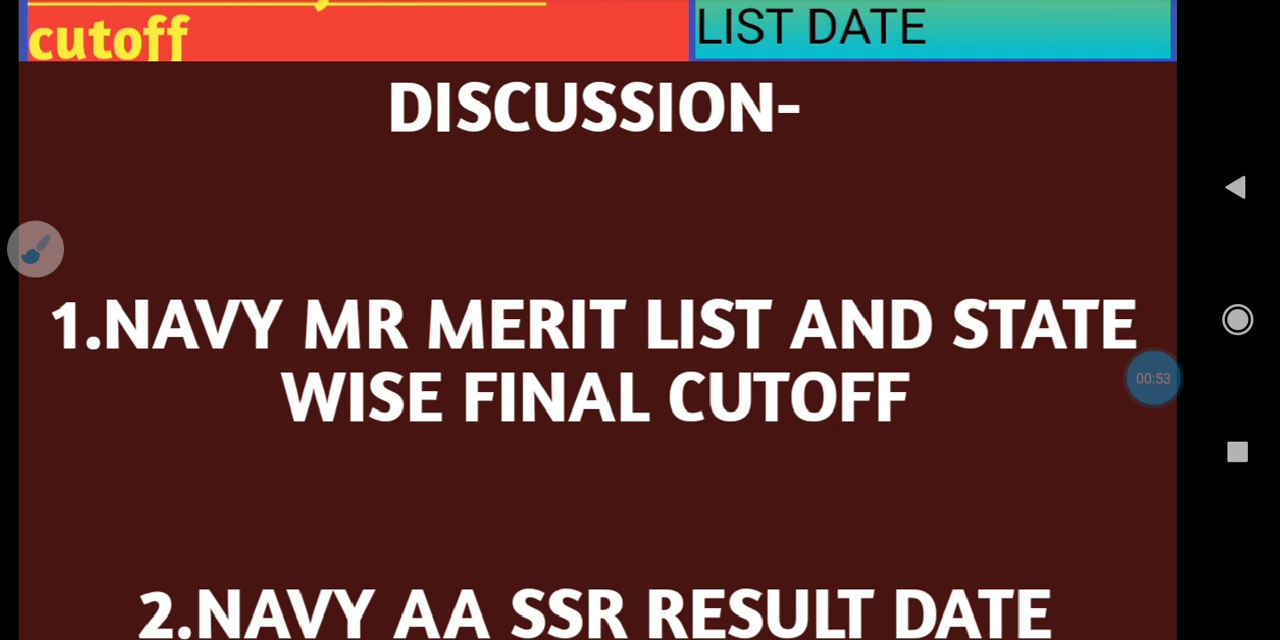 cutoff
LIST DATE
DISCUSSION-
1.NAVY MR MERIT LIST AND STATE
WISE FINAL CUTOFF
00:53
2.NAVY AA SSR RESULT DATE